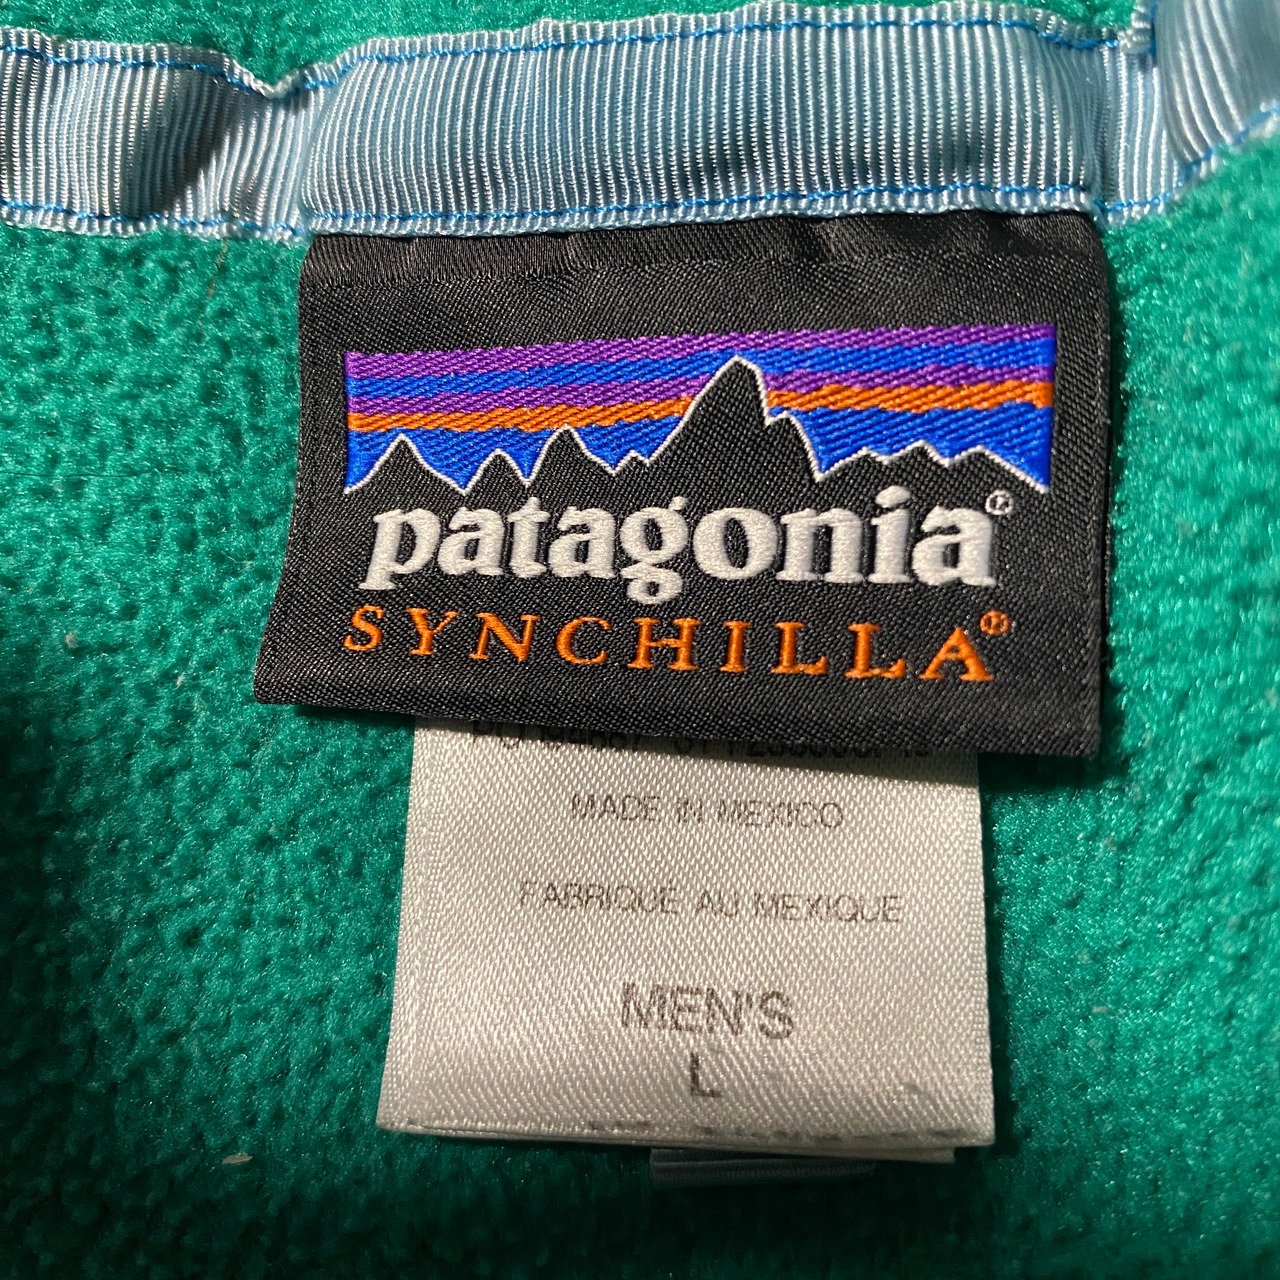 patagonia®
SYNCHILLA®
MADE IN MEXICO
FABRIQUE AU MEXIQUE
MEN'S
L